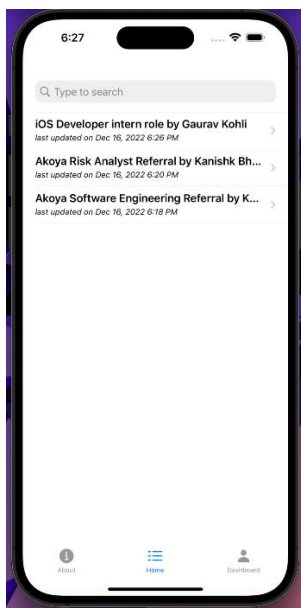 6:27
Type to search
iOS Developer intern role by Gaurav Kohli
last updated on Dec 16, 2022 6:26 PM
Akoya Risk Analyst Referral by Kanishk Bh...
last updated on Dec 16, 2022 6:20 PM
Akoya Software Engineering Referral by K...
last updated on Dec 16, 2022 6:18 PM
About Home Dashboard